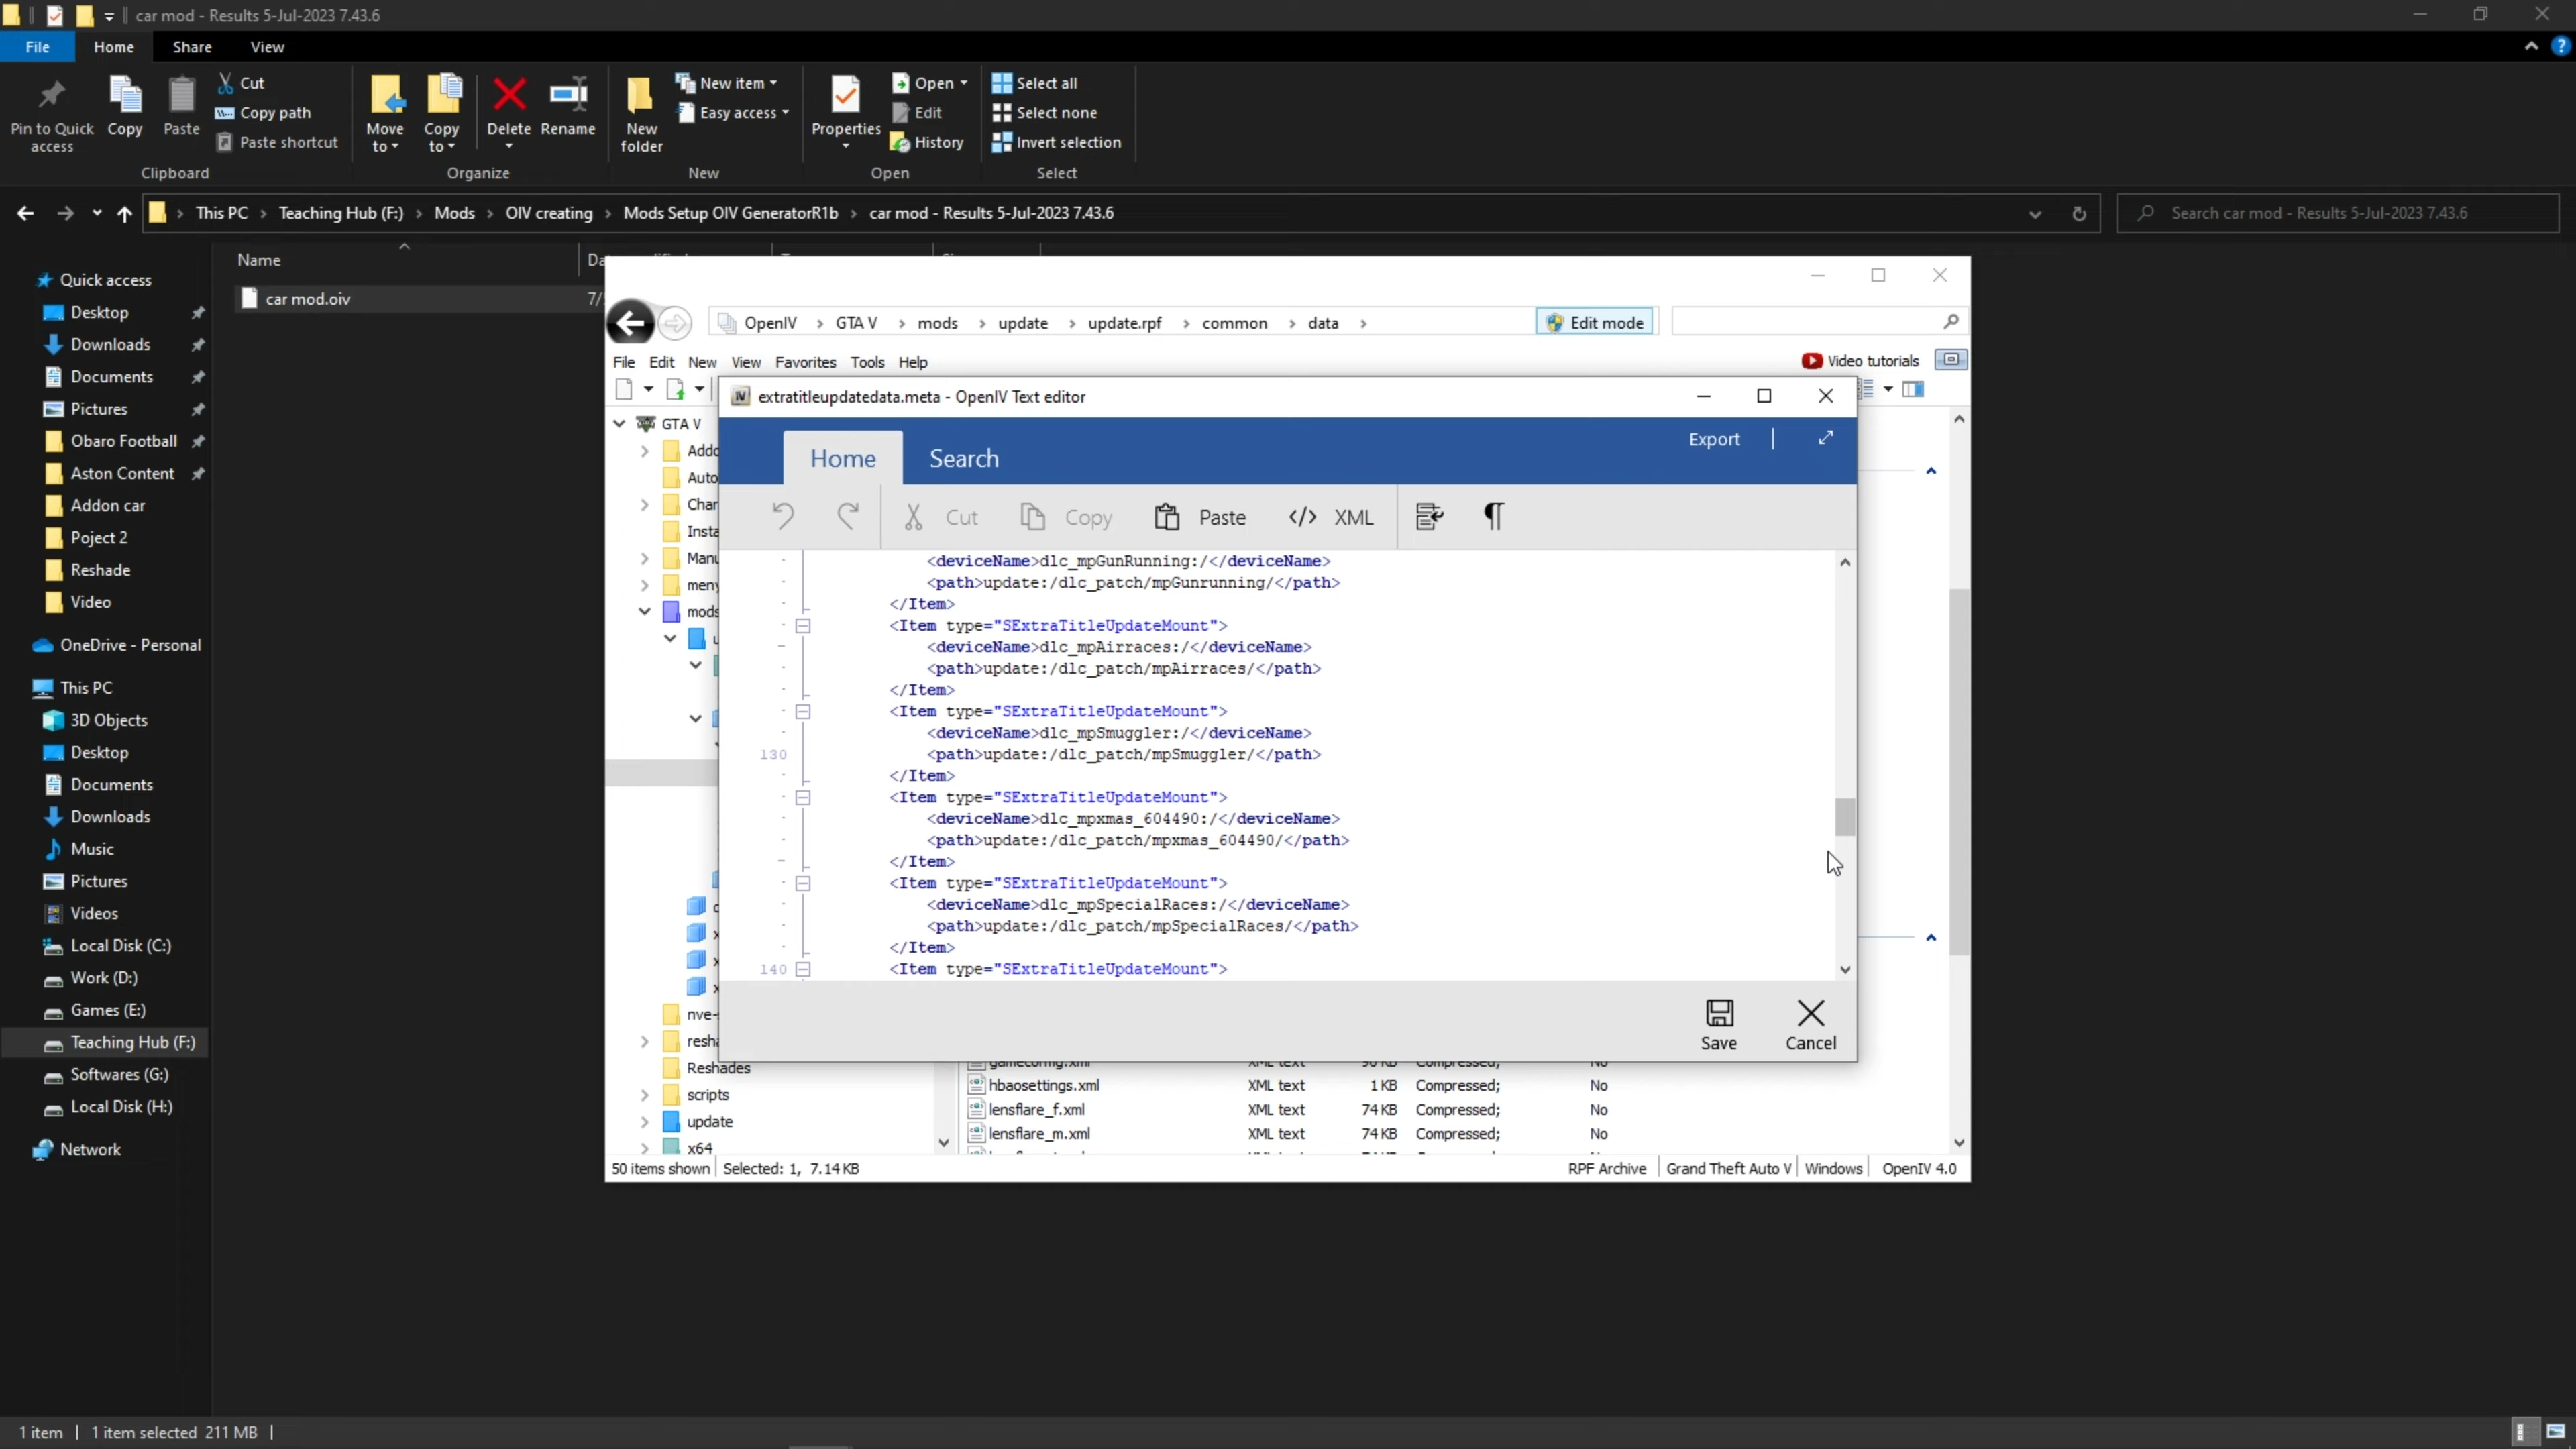 car mod - Results 5-Jul-2023 7.43.6
File Home Share View
Pin to Quick access
Copy
Paste
Cut
Copy path
Paste shortcut
Clipboard
Move to
Copy to
Delete
Rename
Organize
New folder
New item
Easy access
New
Properties
Open
Edit
History
Open
Select all
Select none
Invert selection
Select
This PC Teaching Hub (F:) Mods OIV creating Mods Setup OIV GeneratorR1b car mod - Results 5-Jul-2023 7.43.6
Search car mod - Results 5-Jul-2023 7.43.6
Name
car mod.oiv
Quick access
Desktop
Downloads
Documents
Pictures
Obaro Football
Aston Content
Addon car
Poject 2
Reshade
Video
OneDrive - Personal
This PC
3D Objects
Desktop
Documents
Downloads
Music
Pictures
Videos
Local Disk (C:)
Work (D:)
Games (E:)
Teaching Hub (F:)
Softwares (G:)
Local Disk (H:)
Network
1 item 1 item selected 211 MB
OpenIV GTA V mods update update.rpf common data
Edit mode
File Edit New View Favorites Tools Help
Video tutorials
GTA V
scripts
update
x64
Reshades
extratitleupdatedata.meta - OpenIV Text editor
Home Search
Export
Cut Copy Paste </> XML
<deviceName>dlc_mpGunRunning:/</deviceName>
<path>update:/dlc_patch/mpGunrunning/</path>
</Item>
<Item type="SExtraTitleUpdateMount">
<deviceName>dlc_mpAirraces:/</deviceName>
<path>update:/dlc_patch/mpAirraces/</path>
</Item>
<Item type="SExtraTitleUpdateMount">
<deviceName>dlc_mpSmuggler:/</deviceName>
130 <path>update:/dlc_patch/mpSmuggler/</path>
</Item>
<Item type="SExtraTitleUpdateMount">
<deviceName>dlc_mpxmas_604490:/</deviceName>
<path>update:/dlc_patch/mpxmas_604490/</path>
</Item>
<Item type="SExtraTitleUpdateMount">
<deviceName>dlc_mpSpecialRaces:/</deviceName>
<path>update:/dlc_patch/mpSpecialRaces/</path>
</Item>
140 <Item type="SExtraTitleUpdateMount">
Save
Cancel
hbaosettings.xml XML text 1 KB Compressed; No
lensflare_f.xml XML text 74 KB Compressed; No
lensflare_m.xml XML text 74 KB Compressed; No
50 items shown Selected: 1, 7.14 KB
RPF Archive Grand Theft Auto V Windows OpenIV 4.0